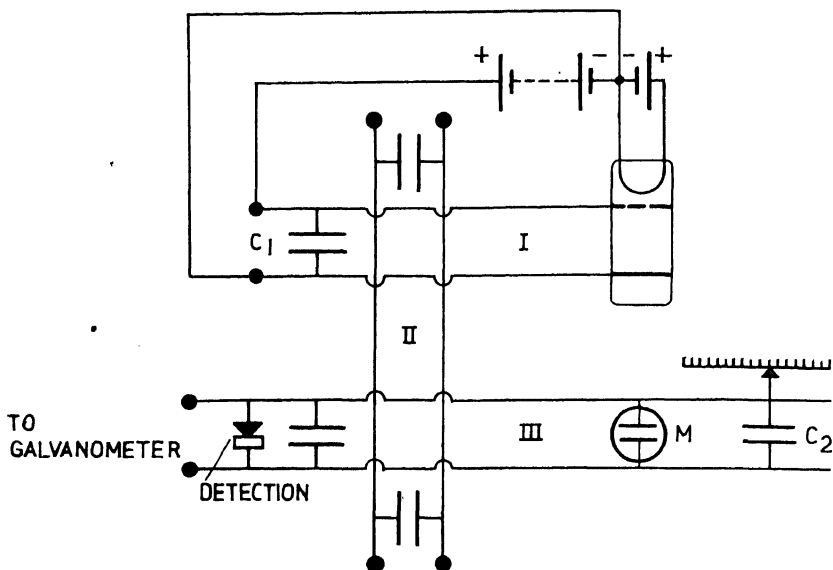 + - - +
C1
I
II
III
M
C2
TO
GALVANOMETER
DETECTION